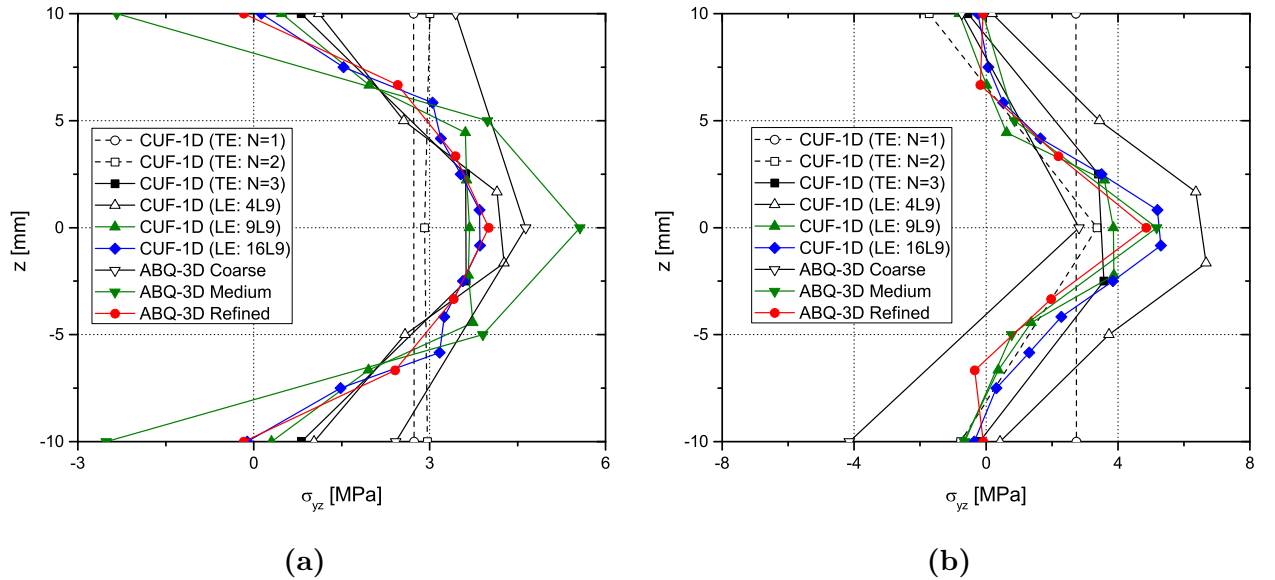 10
5
0
-5
-10
z [mm]
CUF-1D (TE: N=1)
CUF-1D (TE: N=2)
CUF-1D (TE: N=3)
CUF-1D (LE: 4L9)
CUF-1D (LE: 9L9)
CUF-1D (LE: 16L9)
ABQ-3D Coarse
ABQ-3D Medium
ABQ-3D Refined
-3 0 3 6
σyz [MPa]
(a)
10
5
0
-5
-10
z [mm]
CUF-1D (TE: N=1)
CUF-1D (TE: N=2)
CUF-1D (TE: N=3)
CUF-1D (LE: 4L9)
CUF-1D (LE: 9L9)
CUF-1D (LE: 16L9)
ABQ-3D Coarse
ABQ-3D Medium
ABQ-3D Refined
-8 -4 0 4 8
σyz [MPa]
(b)